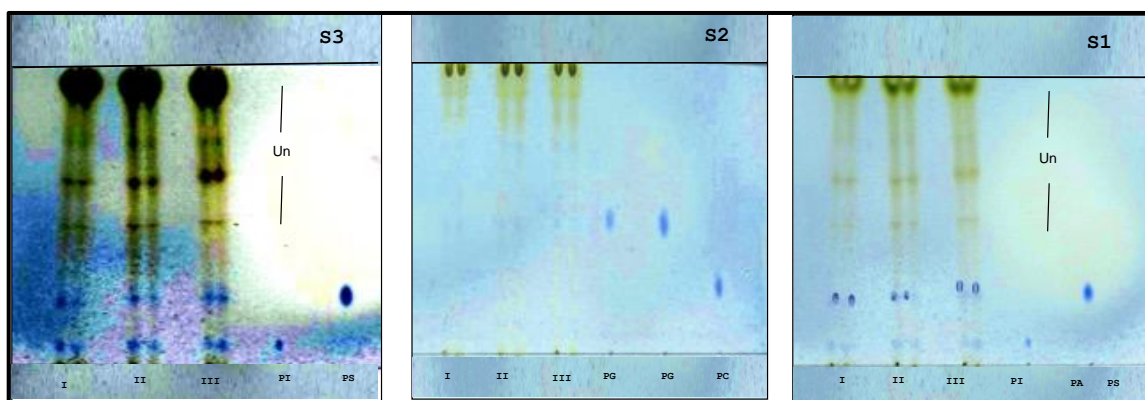 S3
Un
I II III PI PS
S2
I II III PG PG PC
S1
Un
I II III PI PA PS